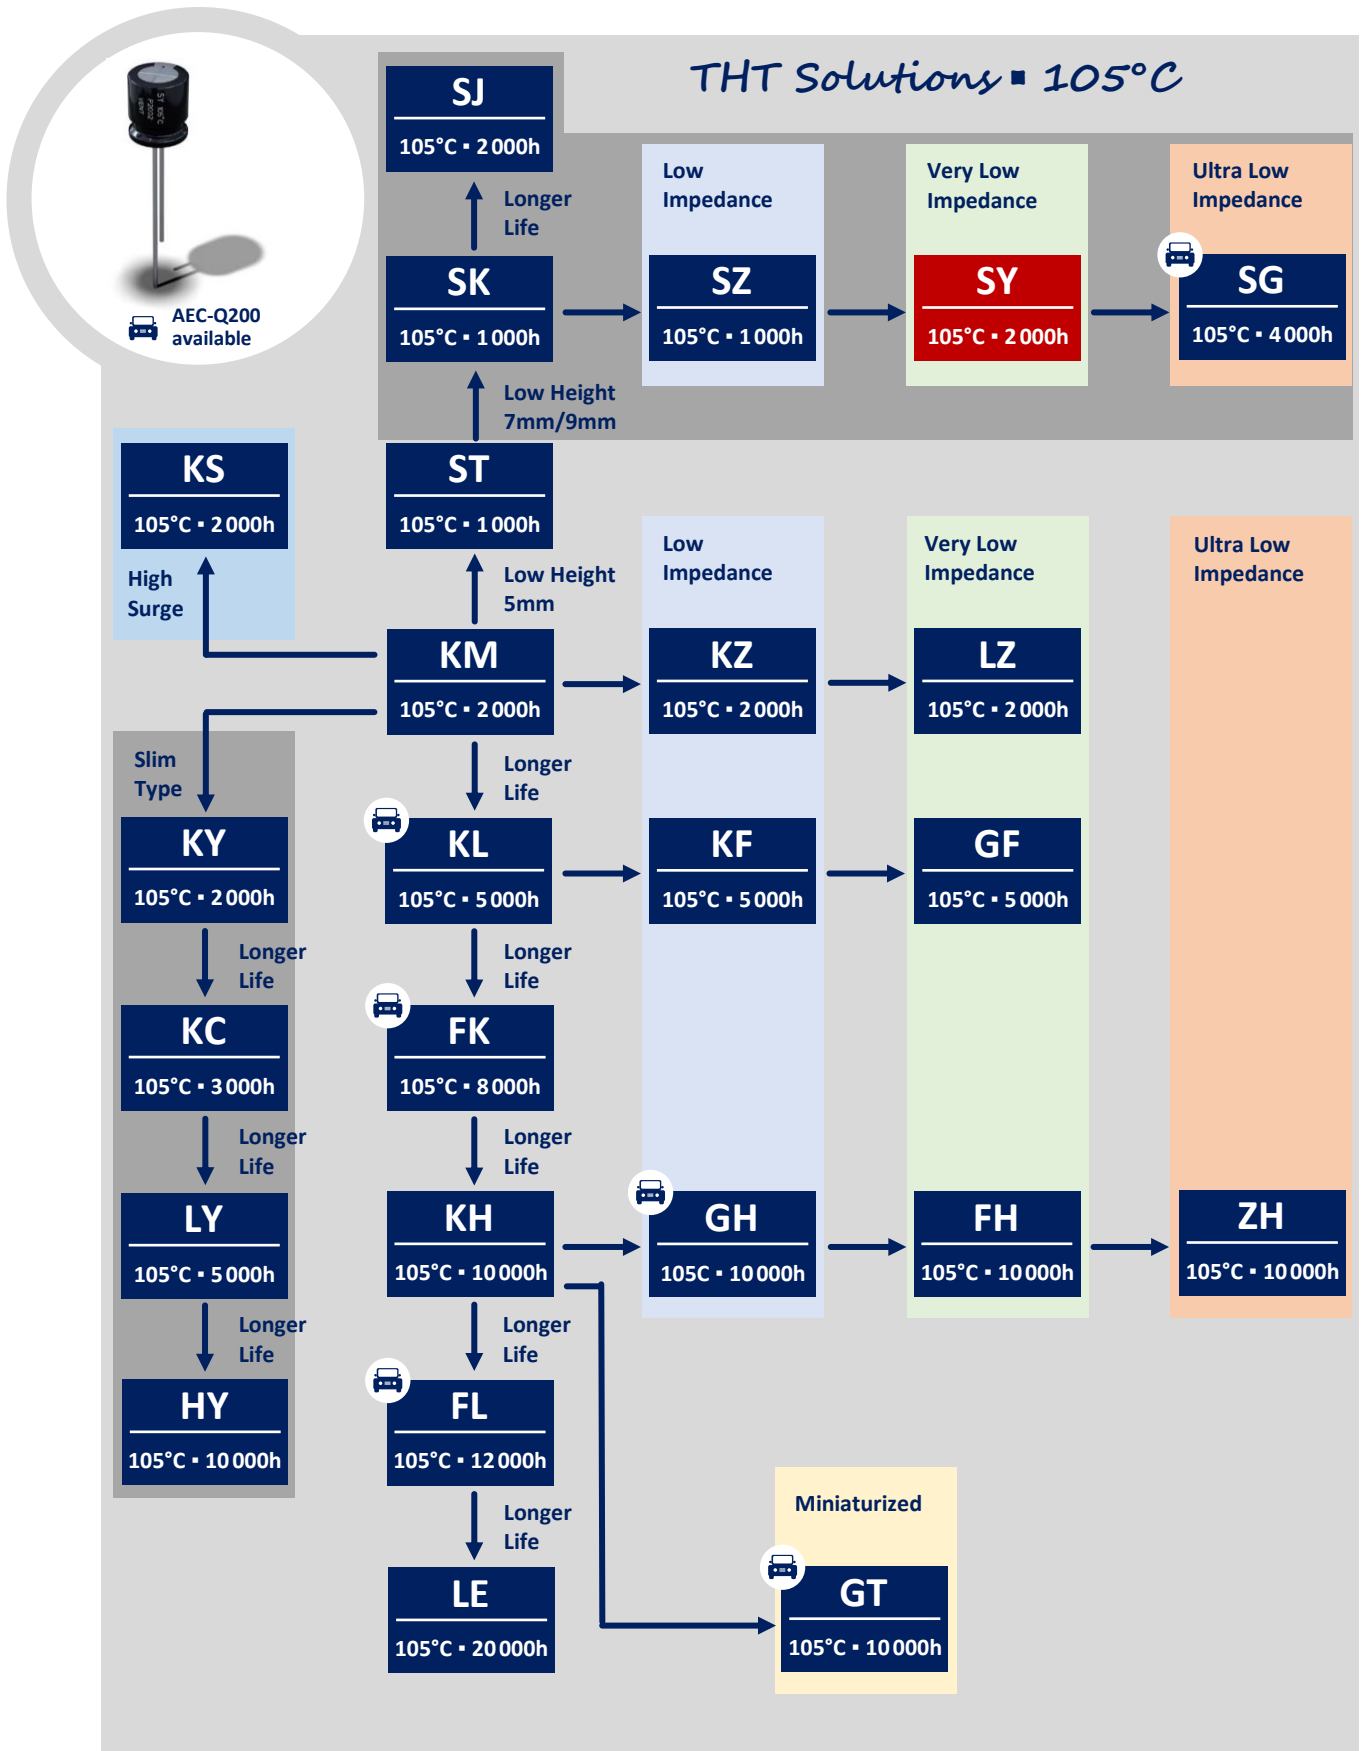 THT Solutions ▪ 105°C
SY 105°C
VENT
AEC-Q200
available
SJ
105°C ▪ 2 000h
Longer
Life
Low
Impedance
Very Low
Impedance
Ultra Low
Impedance
SK
105°C ▪ 1 000h
SZ
105°C ▪ 1 000h
SY
105°C ▪ 2 000h
SG
105°C ▪ 4 000h
Low Height
7mm/9mm
KS
105°C ▪ 2 000h
High
Surge
ST
105°C ▪ 1 000h
Low Height
5mm
Low
Impedance
Very Low
Impedance
Ultra Low
Impedance
KM
105°C ▪ 2 000h
KZ
105°C ▪ 2 000h
LZ
105°C ▪ 2 000h
Slim
Type
Longer
Life
KY
105°C ▪ 2 000h
KL
105°C ▪ 5 000h
KF
105°C ▪ 5 000h
GF
105°C ▪ 5 000h
Longer
Life
Longer
Life
KC
105°C ▪ 3 000h
FK
105°C ▪ 8 000h
Longer
Life
Longer
Life
LY
105°C ▪ 5 000h
KH
105°C ▪ 10 000h
GH
105C ▪ 10 000h
FH
105°C ▪ 10 000h
ZH
105°C ▪ 10 000h
Longer
Life
Longer
Life
HY
105°C ▪ 10 000h
FL
105°C ▪ 12 000h
Longer
Life
Miniaturized
LE
105°C ▪ 20 000h
GT
105°C ▪ 10 000h